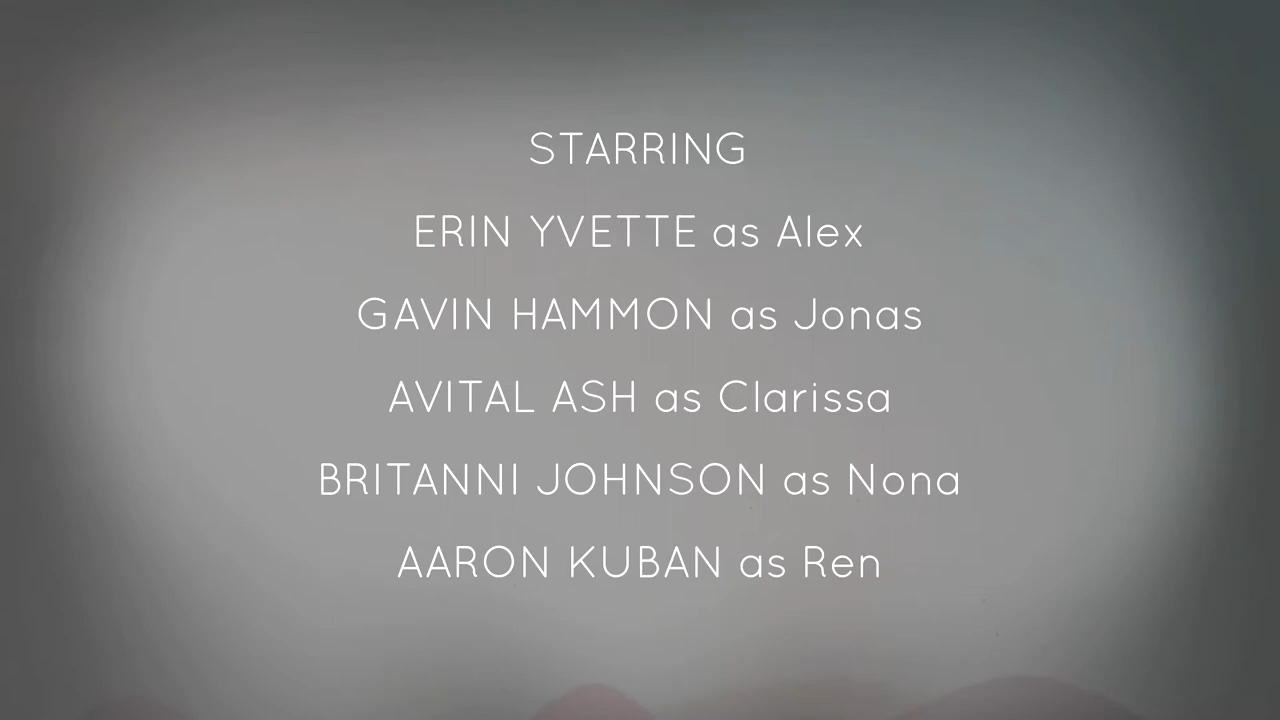 STARRING
ERIN YVETTE as Alex
GAVIN HAMMON as Jonas
AVITAL ASH as Clarissa
BRITANNI JOHNSON as Nona
AARON KUBAN as Ren